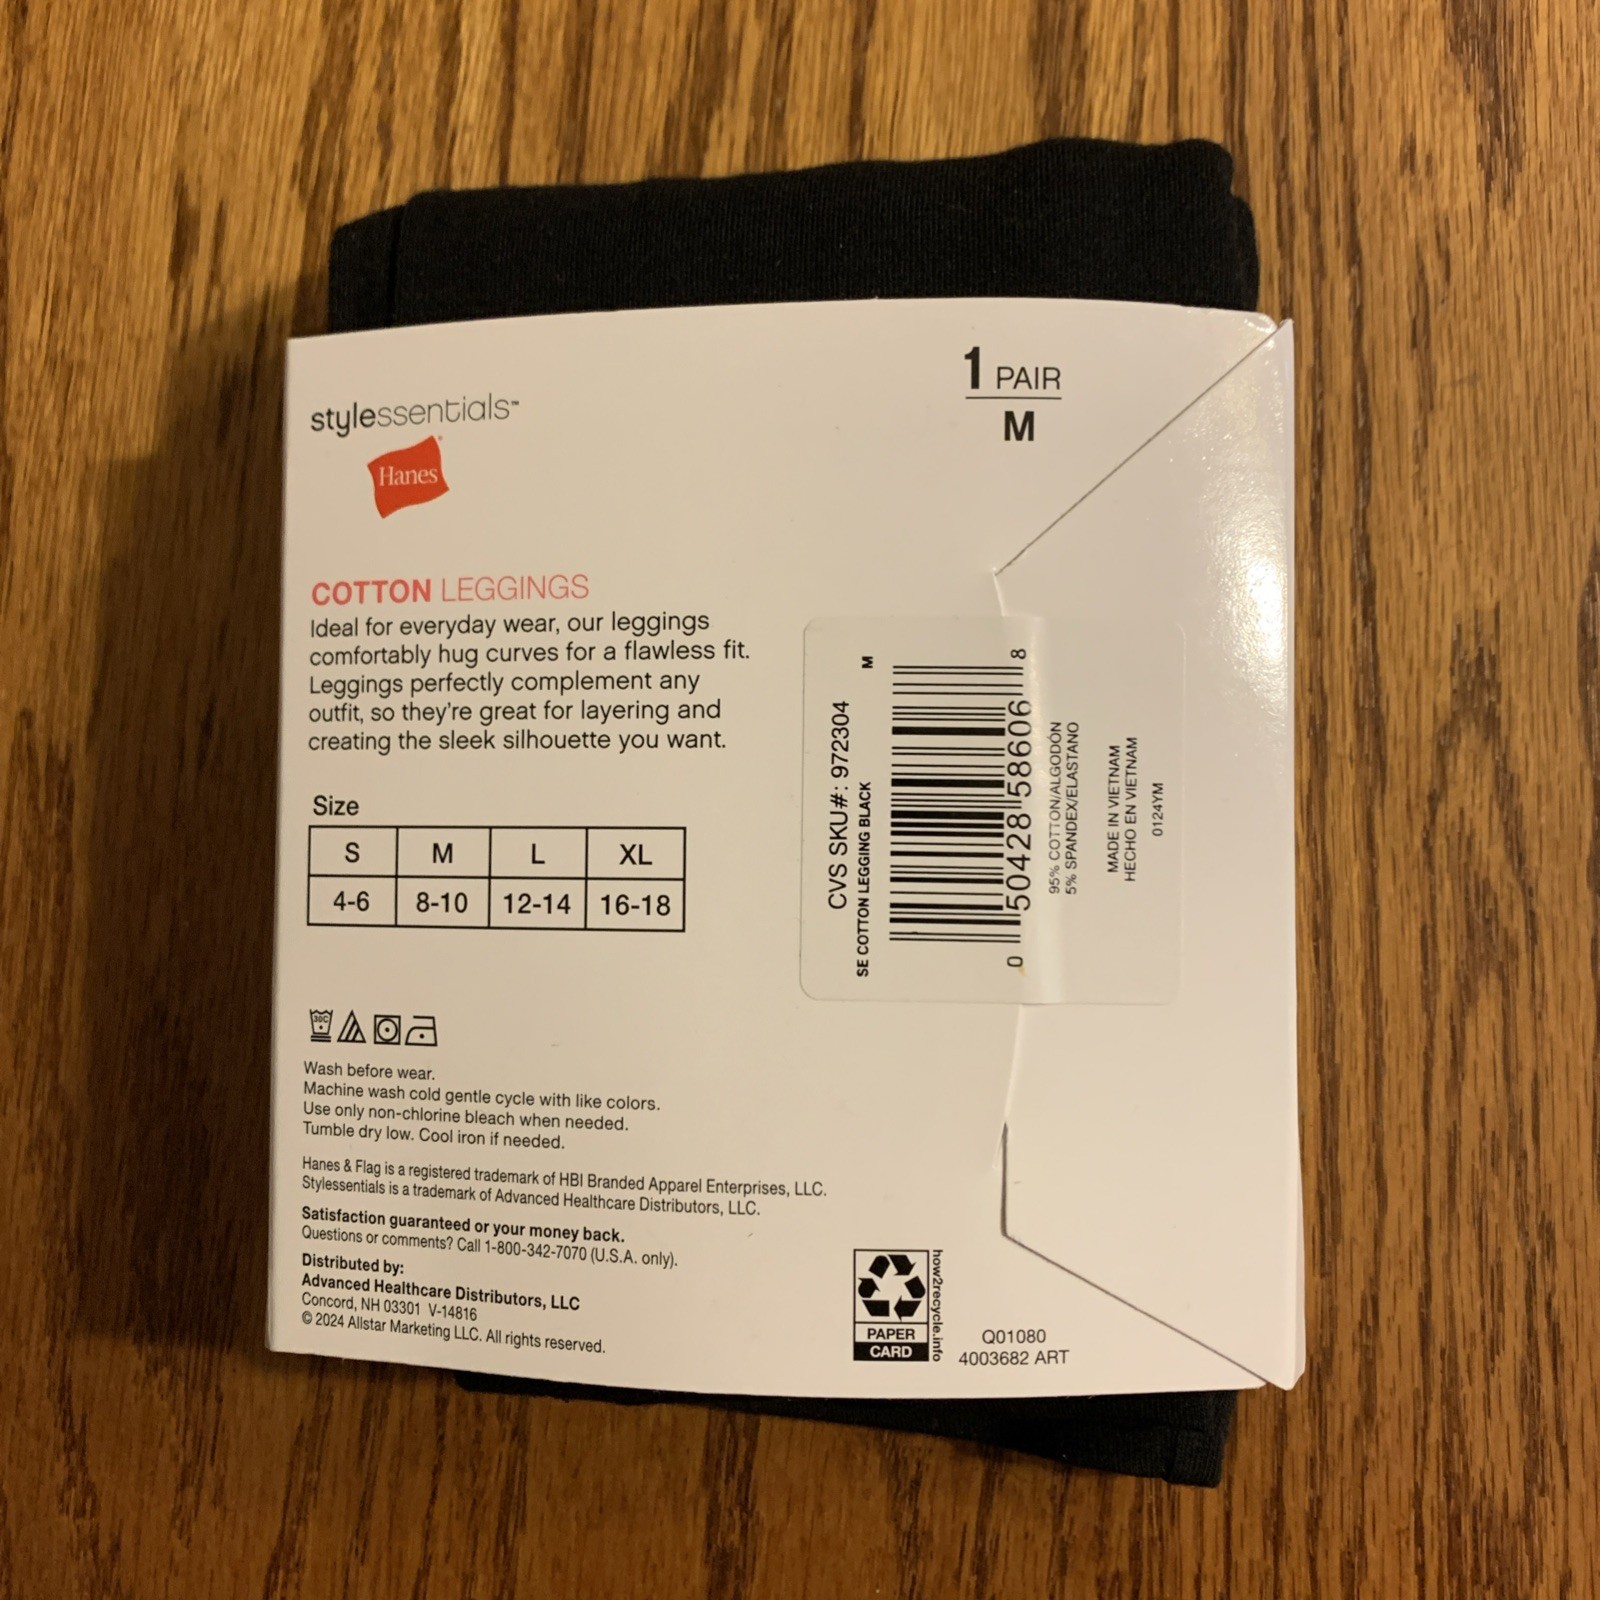 stylessentials™
Hanes®
1 PAIR
M
COTTON LEGGINGS
Ideal for everyday wear, our leggings
comfortably hug curves for a flawless fit.
Leggings perfectly complement any
outfit, so they're great for layering and
creating the sleek silhouette you want.
Size
S M L XL
4-6 8-10 12-14 16-18
30C
Wash before wear.
Machine wash cold gentle cycle with like colors.
Use only non-chlorine bleach when needed.
Tumble dry low. Cool iron if needed.
Hanes & Flag is a registered trademark of HBI Branded Apparel Enterprises, LLC.
Stylessentials is a trademark of Advanced Healthcare Distributors, LLC.
Satisfaction guaranteed or your money back.
Questions or comments? Call 1-800-342-7070 (U.S.A. only).
Distributed by:
Advanced Healthcare Distributors, LLC
Concord, NH 03301 V-14816
© 2024 Allstar Marketing LLC. All rights reserved.
CVS SKU#: 972304
SE COTTON LEGGING BLACK M
0 50428 58606 8
95% COTTON/ALGODÓN
5% SPANDEX/ELASTANO
MADE IN VIETNAM
HECHO EN VIETNAM
0124YM
PAPER
CARD
how2recycle.info
Q01080
4003682 ART